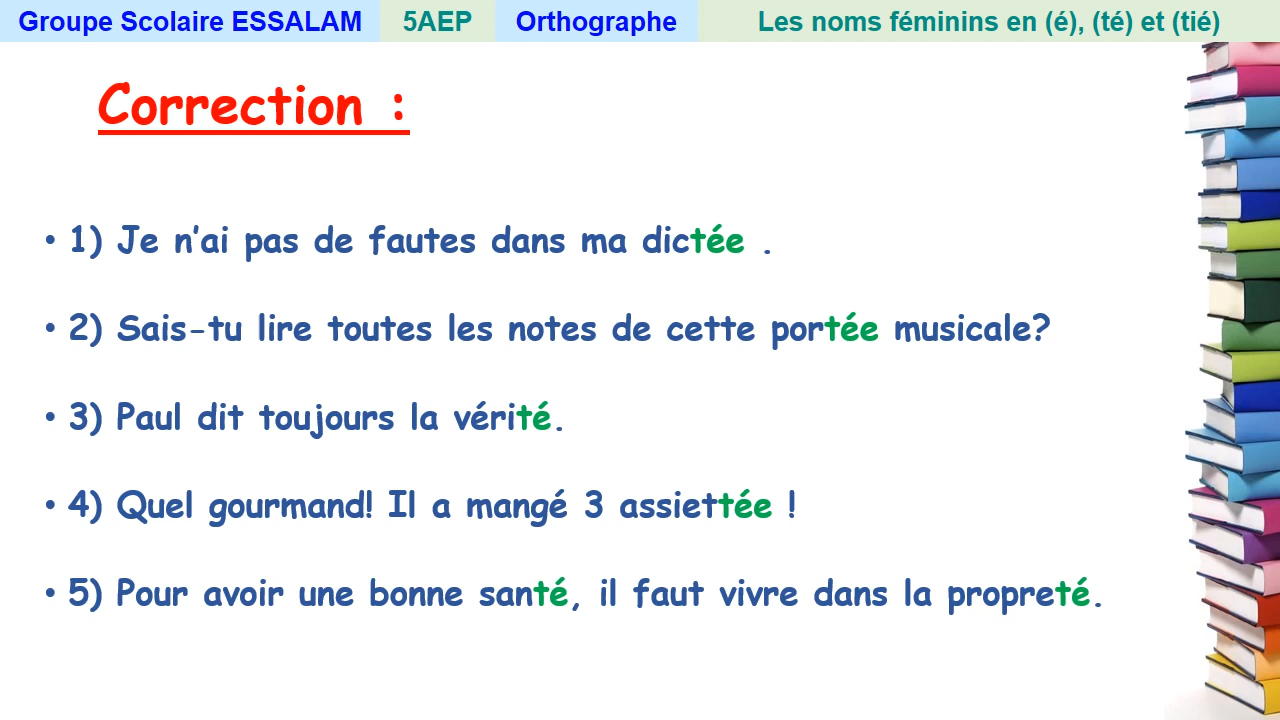 Groupe Scolaire ESSALAM 5AEP Orthographe Les noms féminins en (é), (té) et (tié)
Correction :
• 1) Je n’ai pas de fautes dans ma dictée .
• 2) Sais-tu lire toutes les notes de cette portée musicale?
• 3) Paul dit toujours la vérité.
• 4) Quel gourmand! Il a mangé 3 assiettée !
• 5) Pour avoir une bonne santé, il faut vivre dans la propreté.